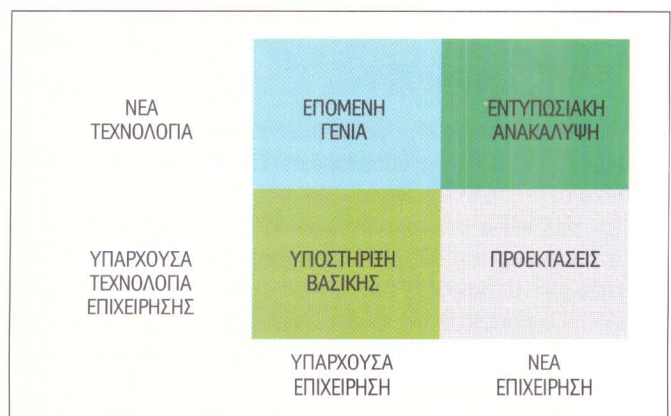 ΝΕΑ
ΤΕΧΝΟΛΟΓΙΑ
ΕΠΟΜΕΝΗ
ΓΕΝΙΑ
ΕΝΤΥΠΩΣΙΑΚΗ
ΑΝΑΚΑΛΥΨΗ
ΥΠΑΡΧΟΥΣΑ
ΤΕΧΝΟΛΟΓΙΑ
ΕΠΙΧΕΙΡΗΣΗΣ
ΥΠΟΣΤΗΡΙΞΗ
ΒΑΣΙΚΗΣ
ΠΡΟΕΚΤΑΣΕΙΣ
ΥΠΑΡΧΟΥΣΑ
ΕΠΙΧΕΙΡΗΣΗ
ΝΕΑ
ΕΠΙΧΕΙΡΗΣΗ